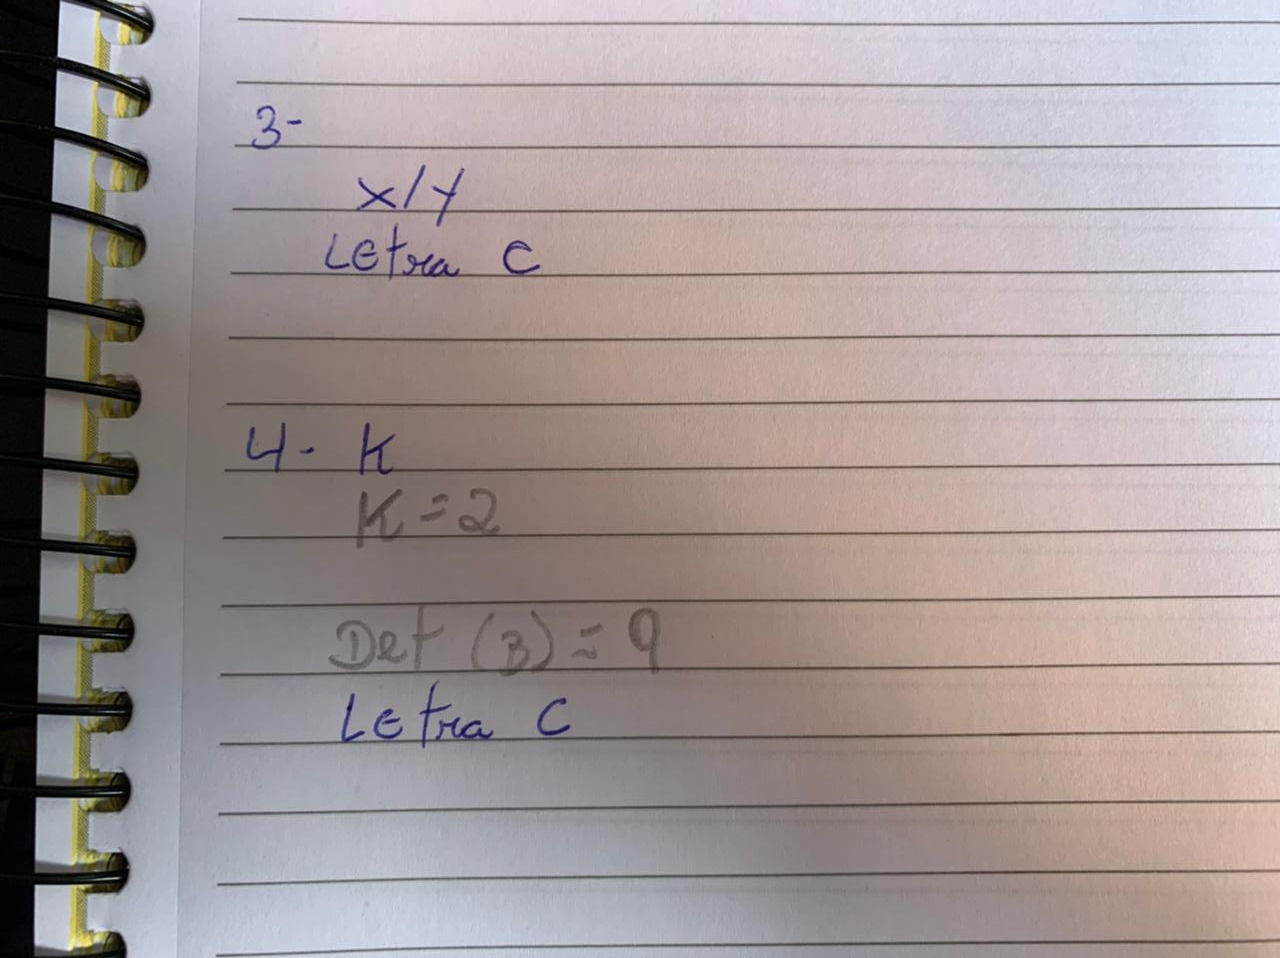 3-
x/y
Letra C
4- K
K=2
Det (B) = 9
Letra C